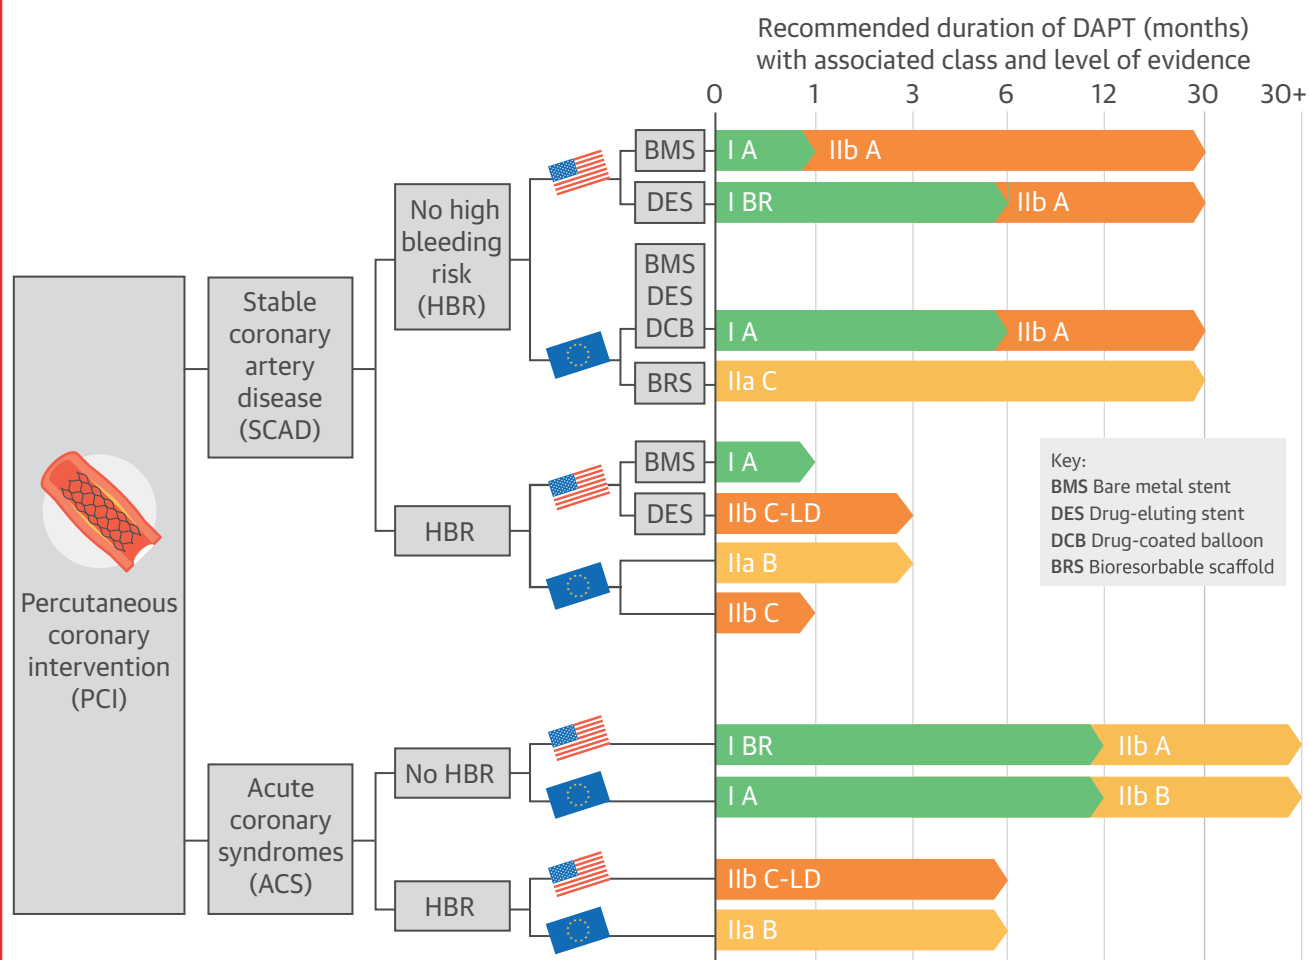 Recommended duration of DAPT (months)
with associated class and level of evidence
0 1 3 6 12 30 30+
BMS
I A
IIb A
DES
I BR
IIb A
No high
bleeding
risk
(HBR)
BMS
DES
DCB
I A
IIb A
BRS
IIa C
Stable
coronary
artery
disease
(SCAD)
BMS
I A
HBR
DES
IIb C-LD
IIa B
IIb C
Key:
BMS Bare metal stent
DES Drug-eluting stent
DCB Drug-coated balloon
BRS Bioresorbable scaffold
Percutaneous
coronary
intervention
(PCI)
No HBR
I BR
IIb A
I A
IIb B
Acute
coronary
syndromes
(ACS)
HBR
IIb C-LD
IIa B